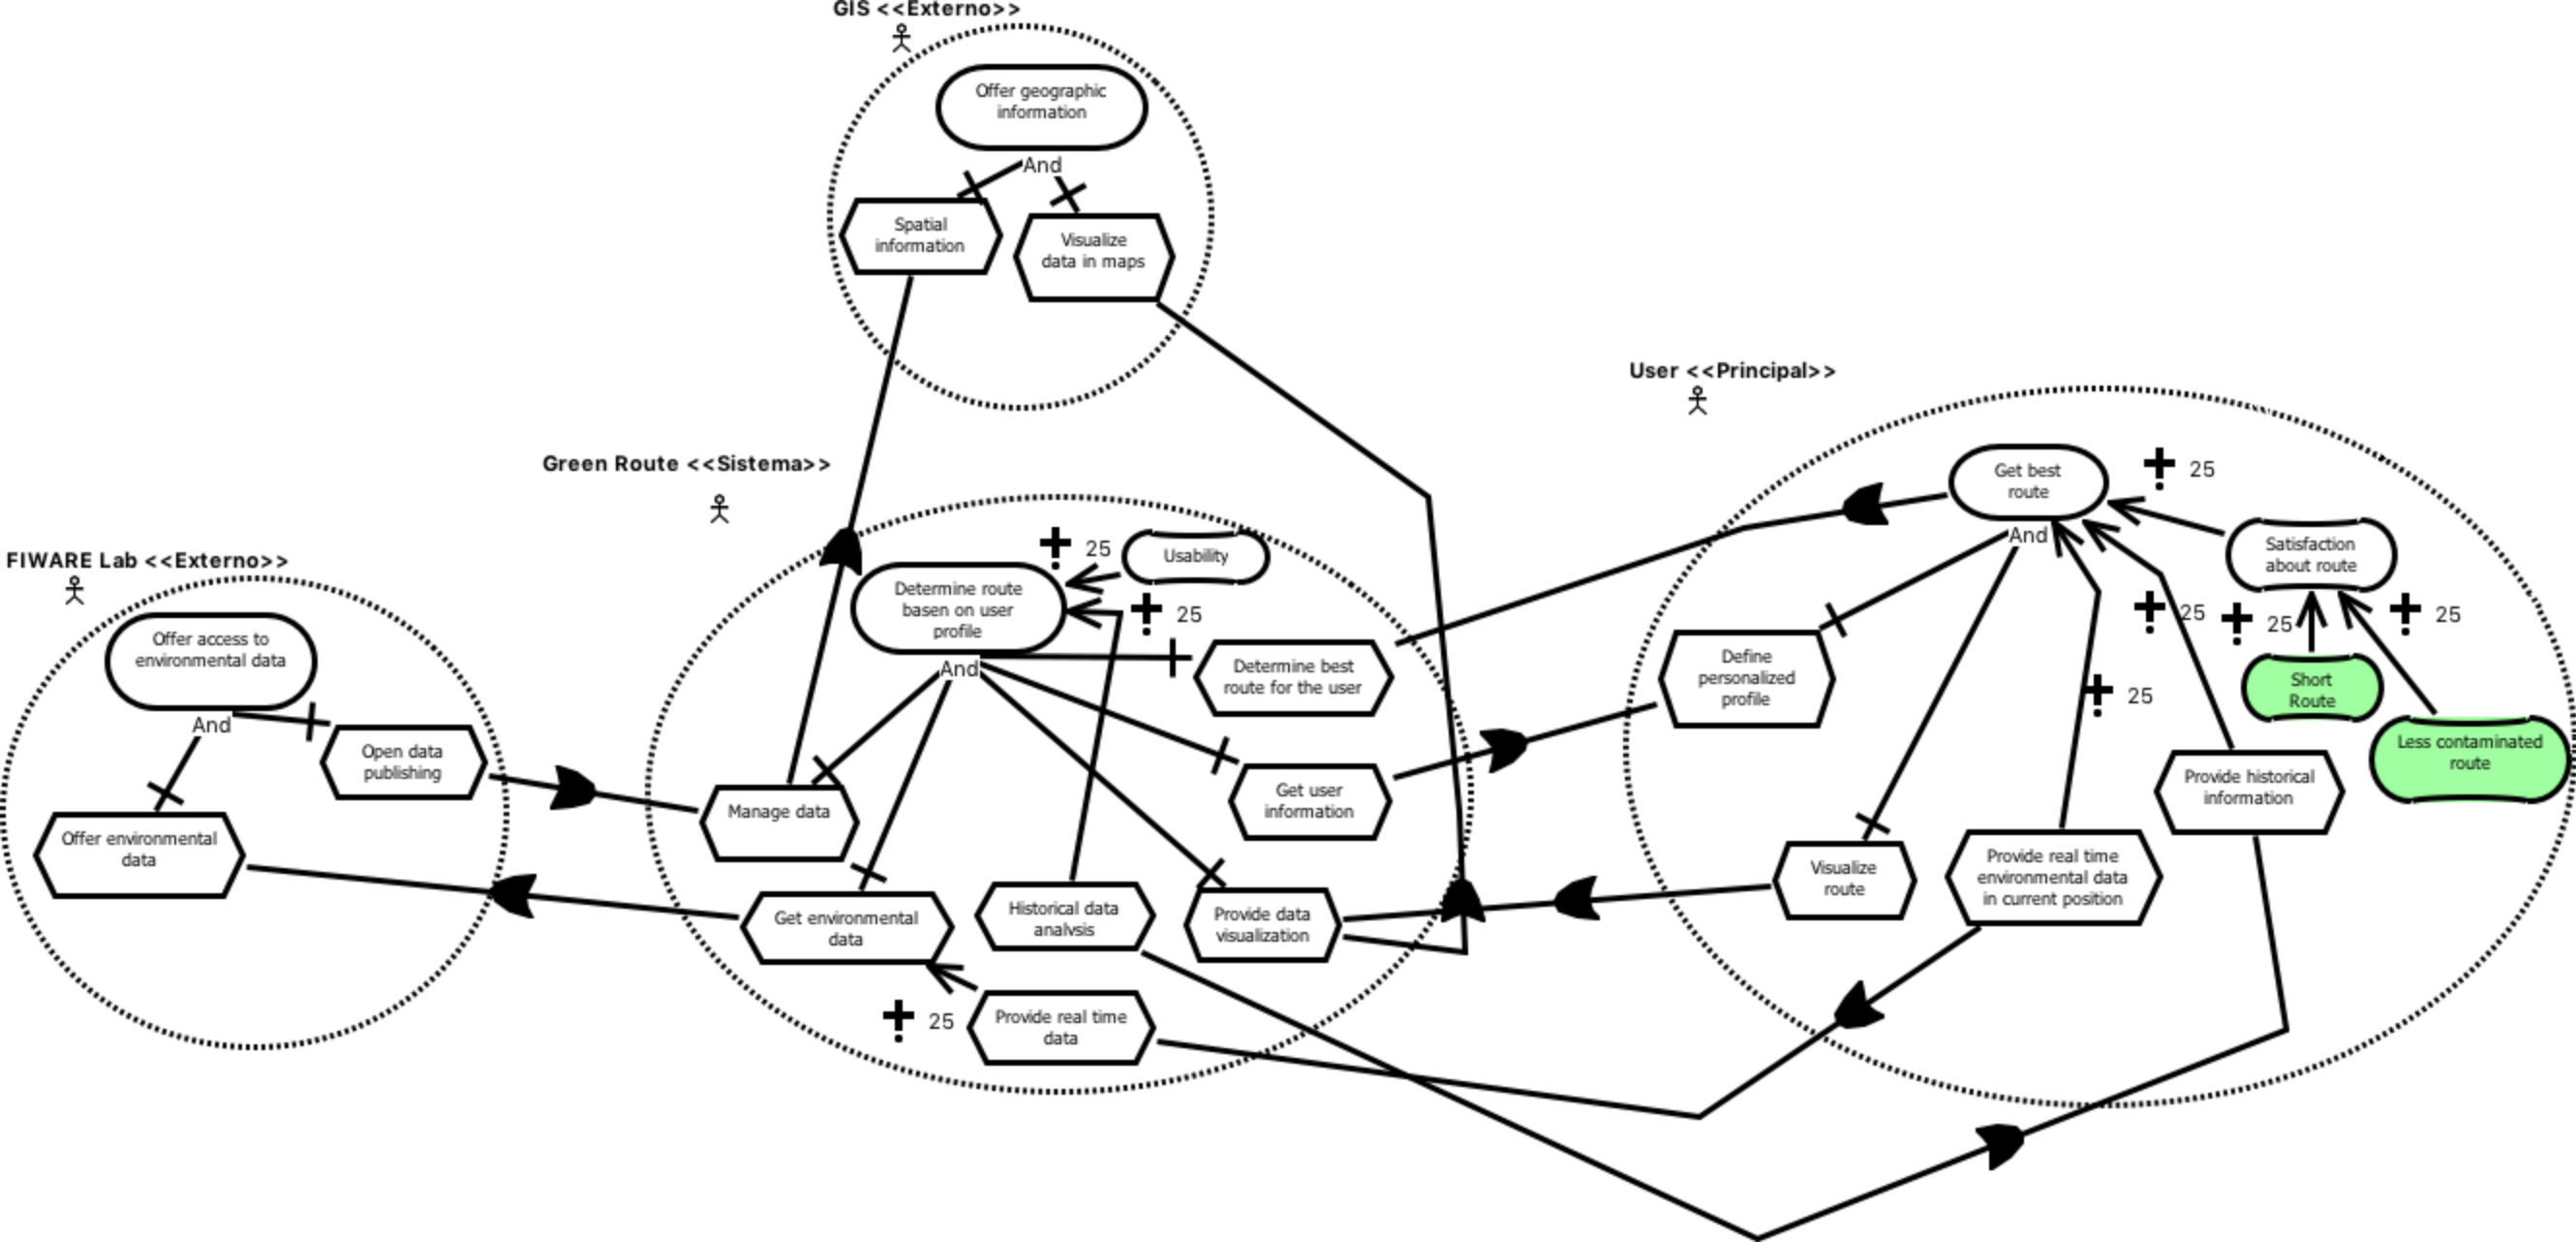 GIS <<Externo>>
Offer geographic
information
And
Spatial
information
Visualize
data in maps
User <<Principal>>
Get best
route
25
And
Satisfaction
about route
25
25
25
25
Short
Route
Less contaminated
route
Define
personalized
profile
Provide historical
information
Visualize
route
Provide real time
environmental data
in current position
Green Route <<Sistema>>
25
Usability
Determine route
basen on user
profile
25
And
Determine best
route for the user
Get user
information
Manage data
Get environmental
data
Historical data
analvsis
Provide data
visualization
25
Provide real time
data
FIWARE Lab <<Externo>>
Offer access to
environmental data
And
Open data
publishing
Offer environmental
data